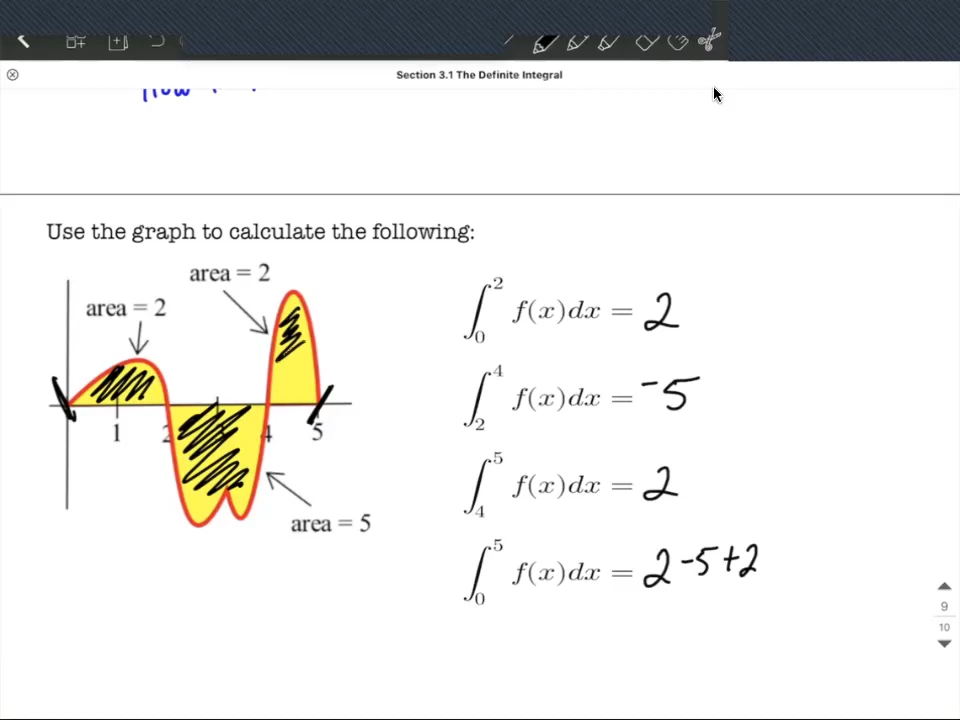 Section 3.1 The Definite Integral
How
Use the graph to calculate the following:
area = 2
area = 2
1
2
4
5
area = 5
∫₀² f(x)dx = 2
∫₂⁴ f(x)dx = -5
∫₄⁵ f(x)dx = 2
∫₀⁵ f(x)dx = 2 -5 +2
9
10